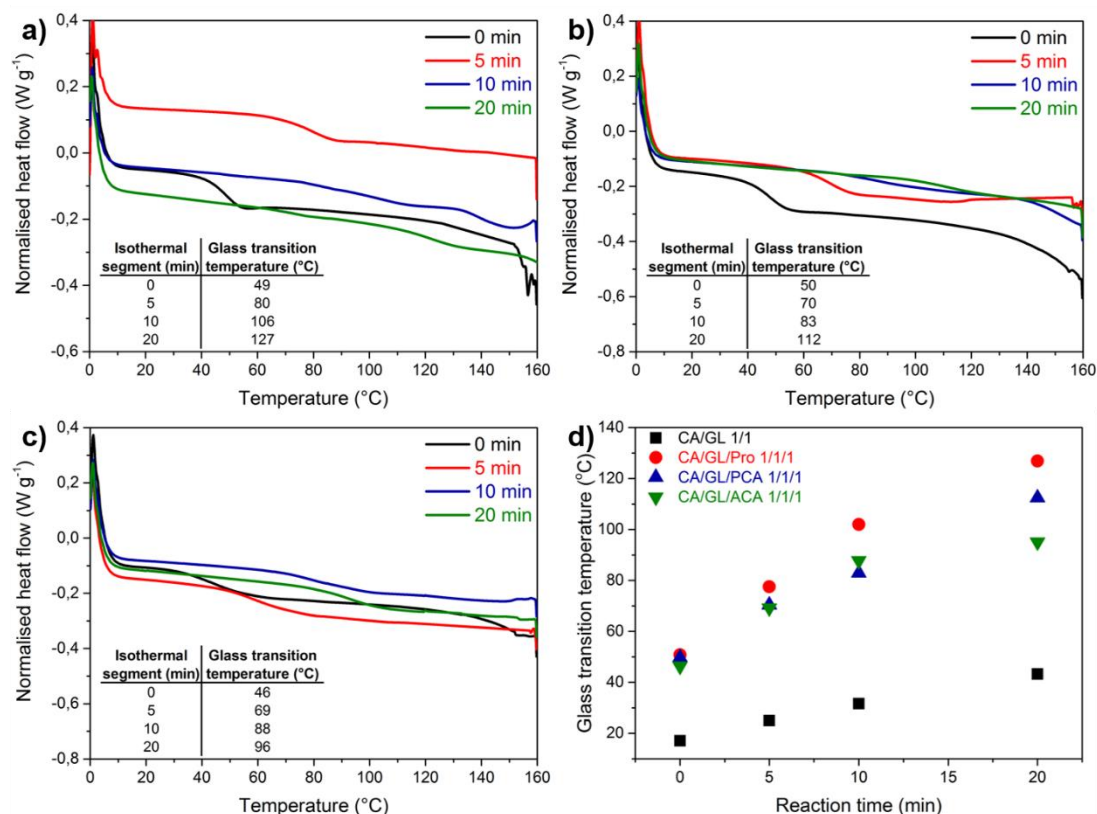 a)
0 min
5 min
10 min
20 min
0,4
0,2
0,0
-0,2
-0,4
-0,6
Normalised heat flow (W g-1)
Isothermal segment (min) Glass transition temperature (°C)
0 49
5 80
10 106
20 127
0 20 40 60 80 100 120 140 160
Temperature (°C)
b)
0 min
5 min
10 min
20 min
0,4
0,2
0,0
-0,2
-0,4
-0,6
-0,8
Normalised heat flow (W g-1)
Isothermal segment (min) Glass transition temperature (°C)
0 50
5 70
10 83
20 112
0 20 40 60 80 100 120 140 160
Temperature (°C)
c)
0 min
5 min
10 min
20 min
0,4
0,2
0,0
-0,2
-0,4
-0,6
-0,8
Normalised heat flow (W g-1)
Isothermal segment (min) Glass transition temperature (°C)
0 46
5 69
10 88
20 96
0 20 40 60 80 100 120 140 160
Temperature (°C)
d)
CA/GL 1/1
CA/GL/Pro 1/1/1
CA/GL/PCA 1/1/1
CA/GL/ACA 1/1/1
140
120
100
80
60
40
20
Glass transition temperature (°C)
0 5 10 15 20
Reaction time (min)